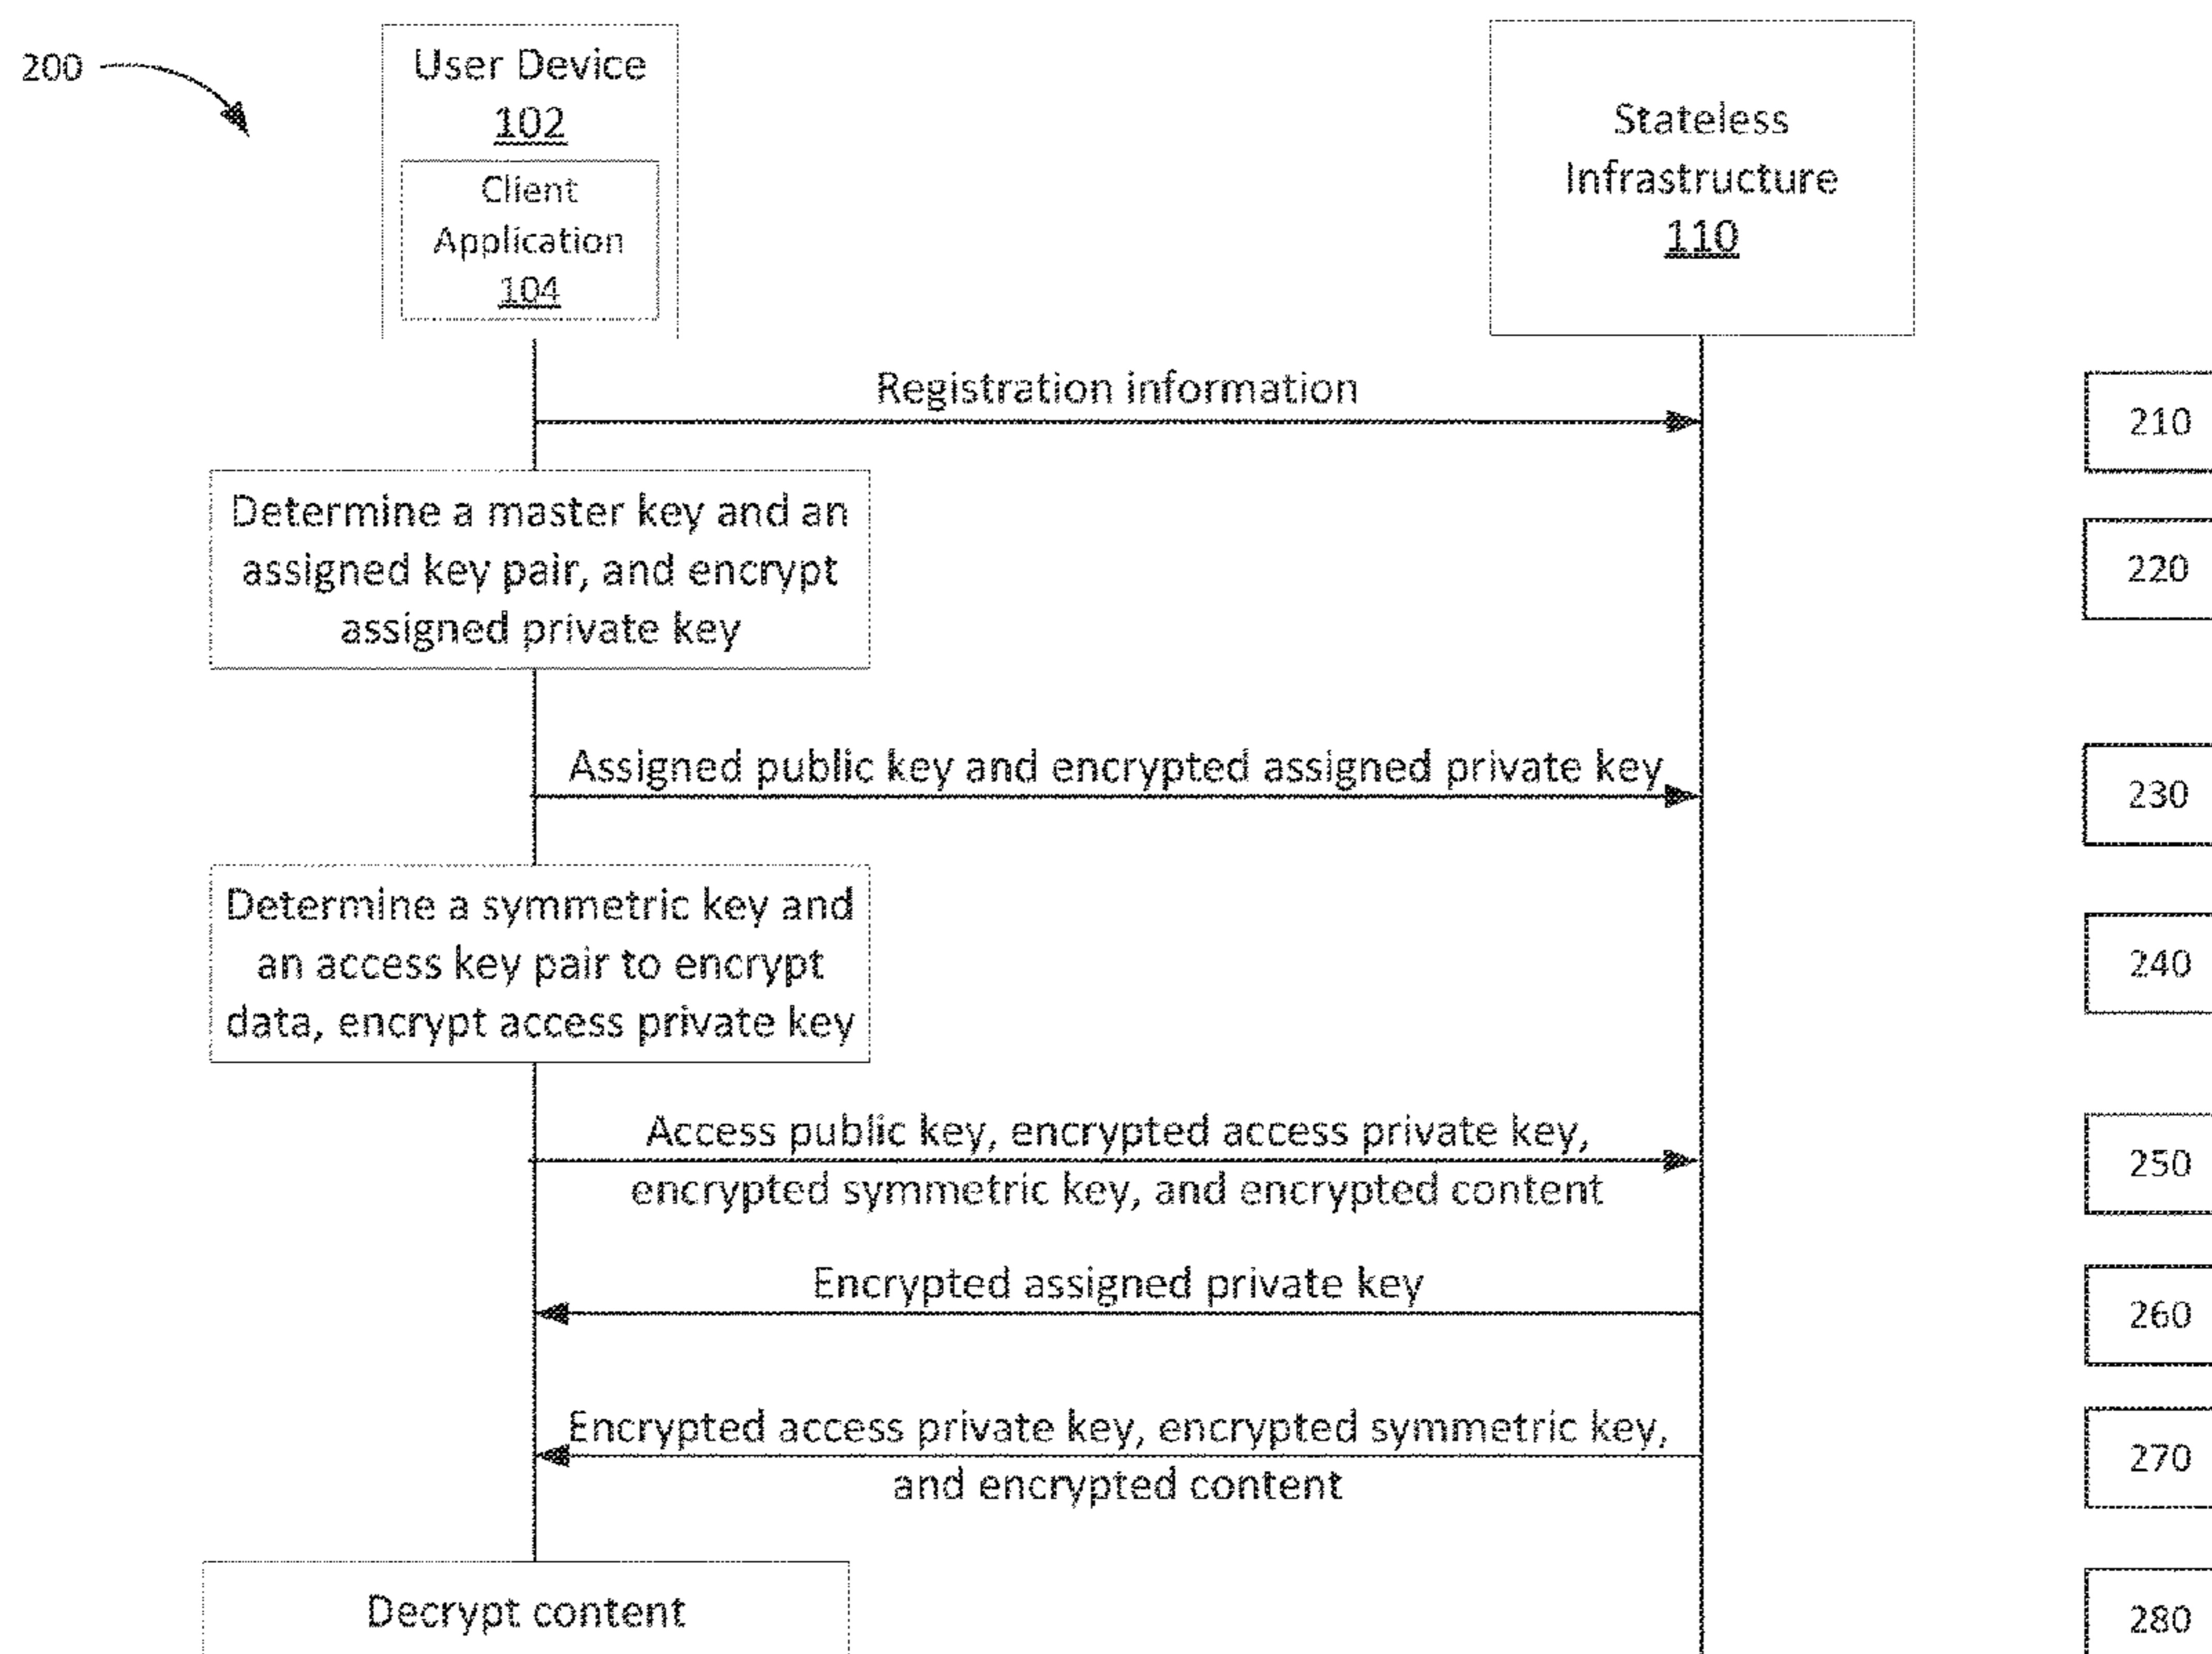 200
User Device
102
Client
Application
104
Stateless
Infrastructure
110
Registration information
210
Determine a master key and an
assigned key pair, and encrypt
assigned private key
220
Assigned public key and encrypted assigned private key
230
Determine a symmetric key and
an access key pair to encrypt
data, encrypt access private key
240
Access public key, encrypted access private key,
encrypted symmetric key, and encrypted content
250
Encrypted assigned private key
260
Encrypted access private key, encrypted symmetric key,
and encrypted content
270
Decrypt content
280